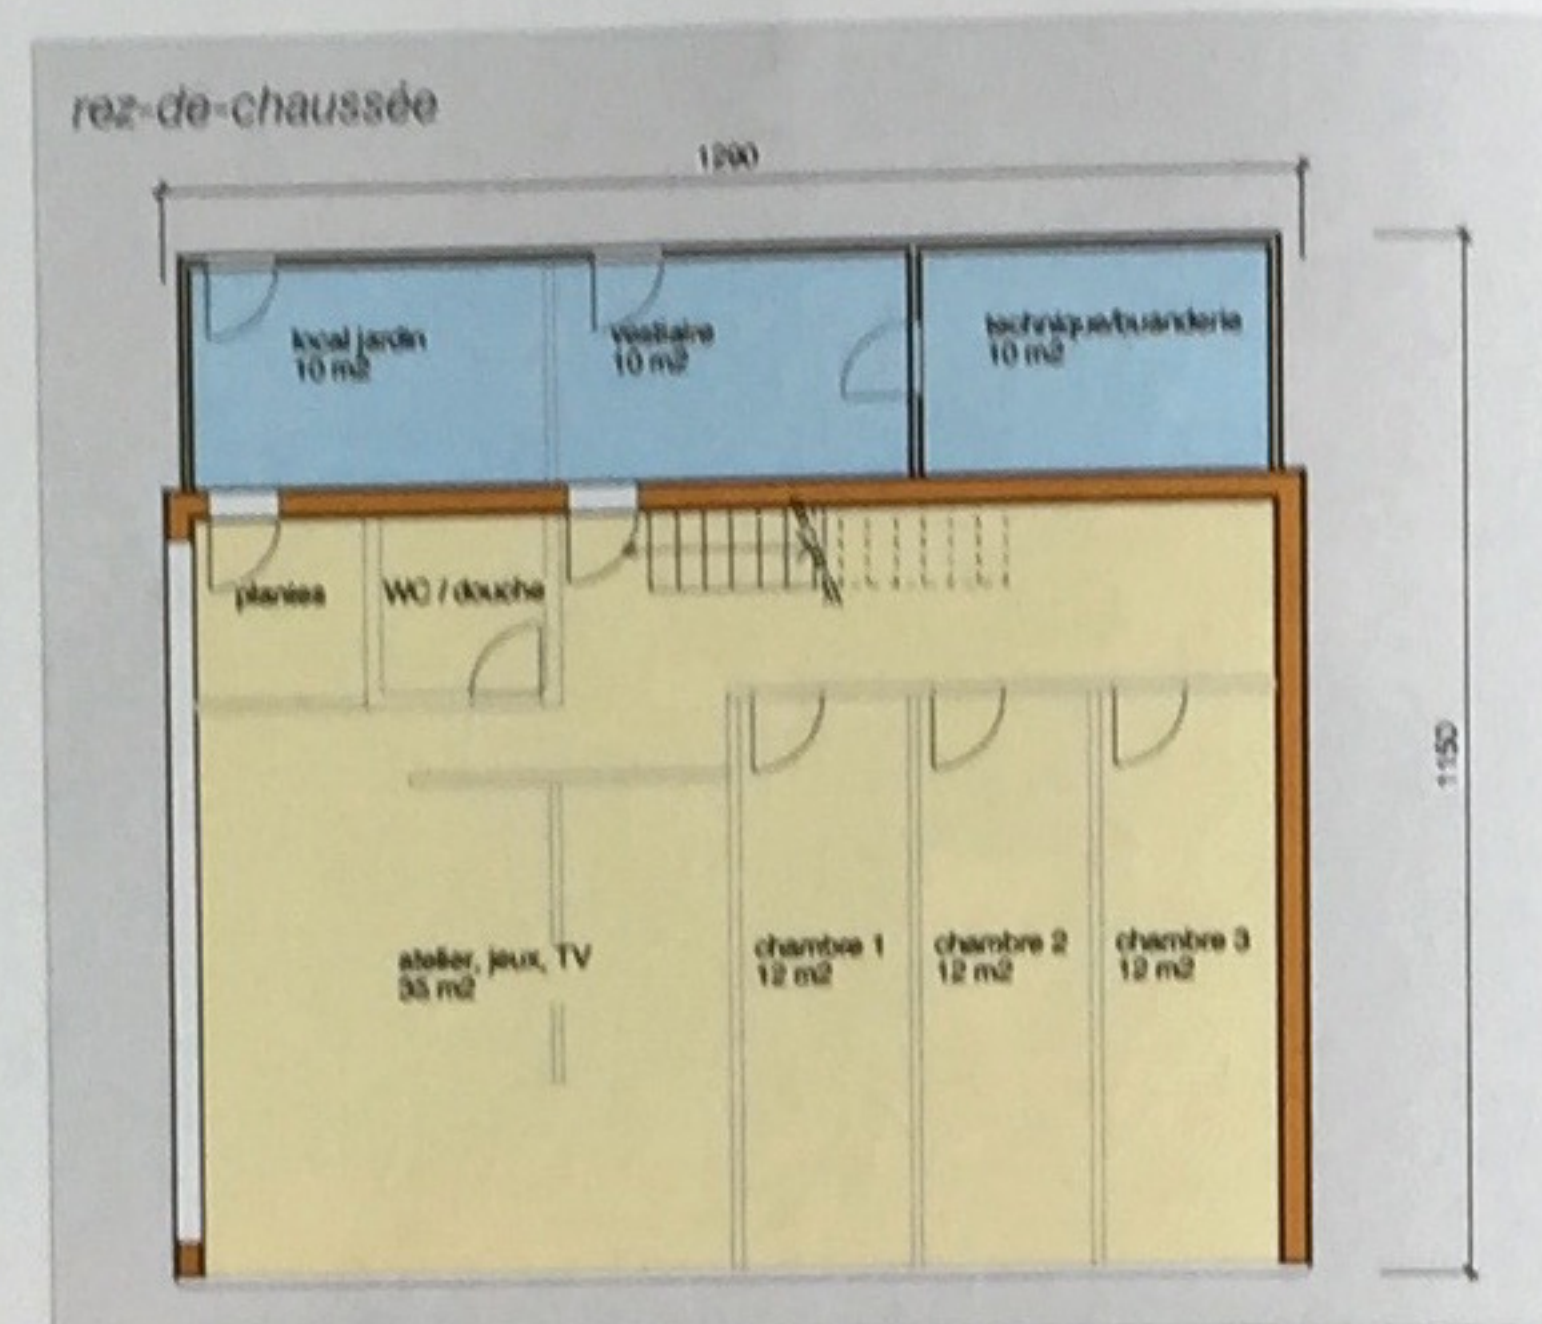 rez-de-chaussée
1290
local jardin
10 m2
vestiaire
10 m2
technique/buanderie
10 m2
plantes
WC / douche
1150
atelier, jeux, TV
35 m2
chambre 1
12 m2
chambre 2
12 m2
chambre 3
12 m2